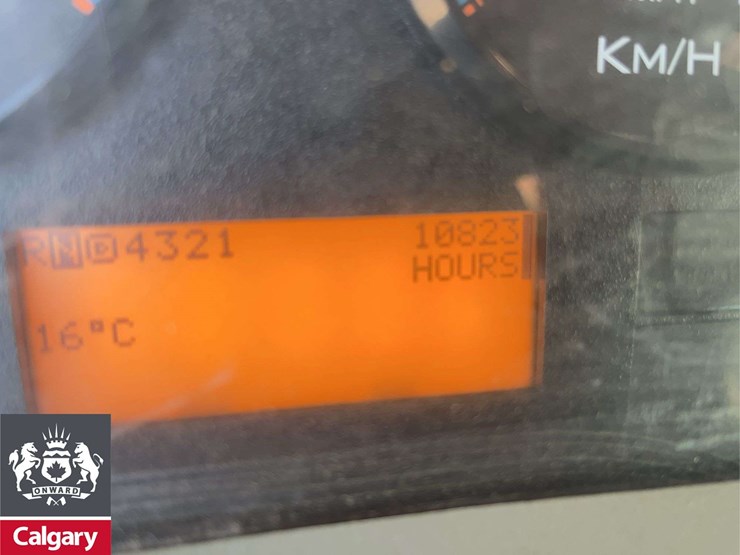 KM/H
R N D 4321
10823
HOURS
16°C
ONWARD
Calgary